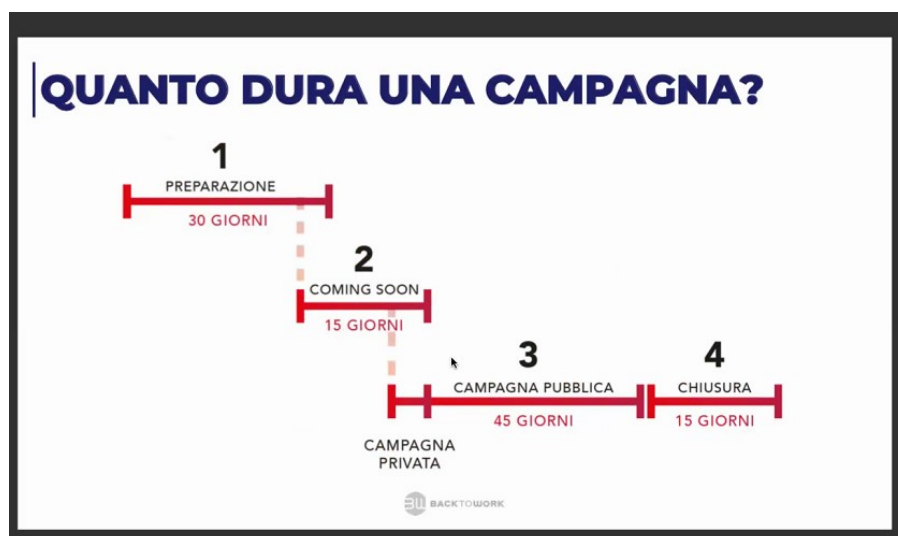 QUANTO DURA UNA CAMPAGNA?
1
PREPARAZIONE
30 GIORNI
2
COMING SOON
15 GIORNI
3
CAMPAGNA PUBBLICA
45 GIORNI
4
CHIUSURA
15 GIORNI
CAMPAGNA
PRIVATA
BACKTOWORK